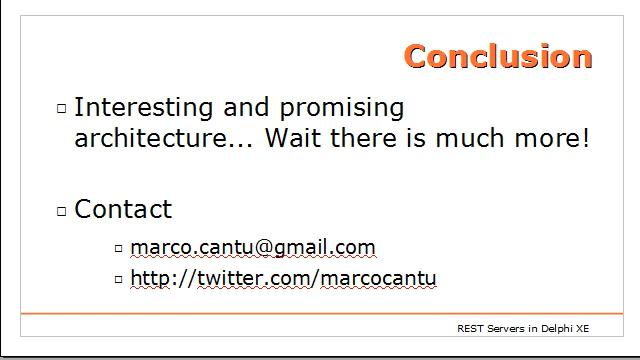 Conclusion
Interesting and promising
architecture... Wait there is much more!
Contact
marco.cantu@gmail.com
http://twitter.com/marcocantu
REST Servers in Delphi XE